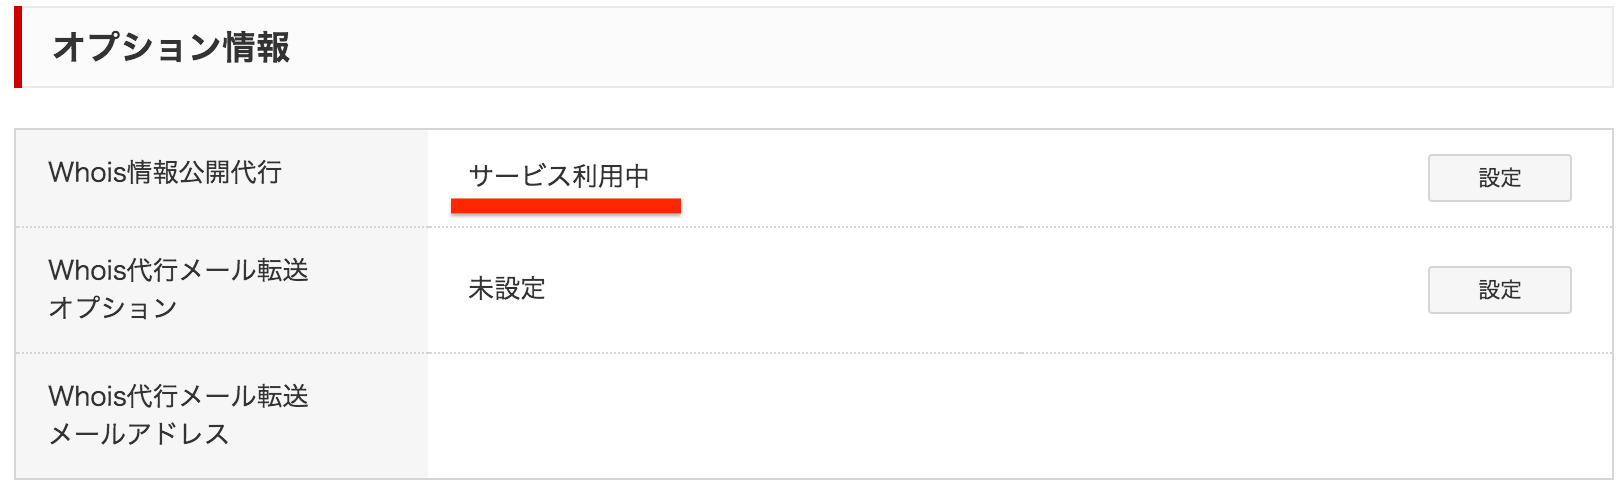 オプション情報
Whois情報公開代行
サービス利用中
設定
Whois代行メール転送
オプション
未設定
設定
Whois代行メール転送
メールアドレス